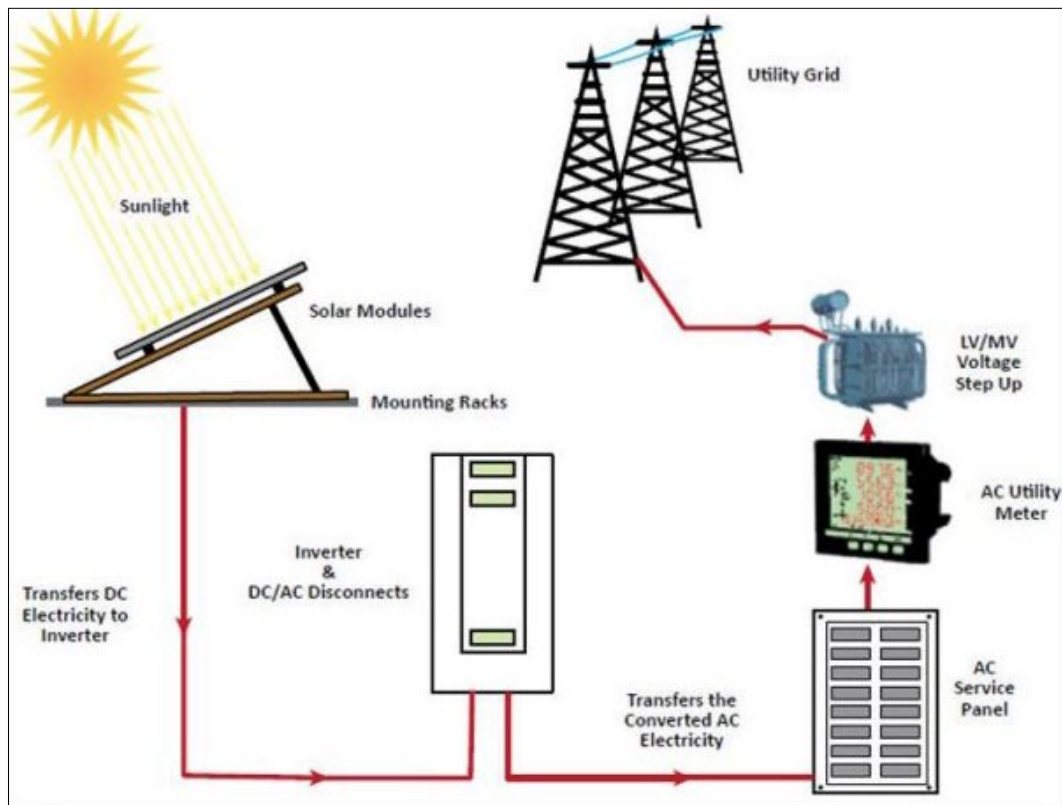 Utility Grid
Sunlight
Solar Modules
LV/MV
Voltage
Step Up
Mounting Racks
AC Utility
Meter
Inverter
&
DC/AC Disconnects
Transfers DC
Electricity to
Inverter
AC
Service
Panel
Transfers the
Converted AC
Electricity